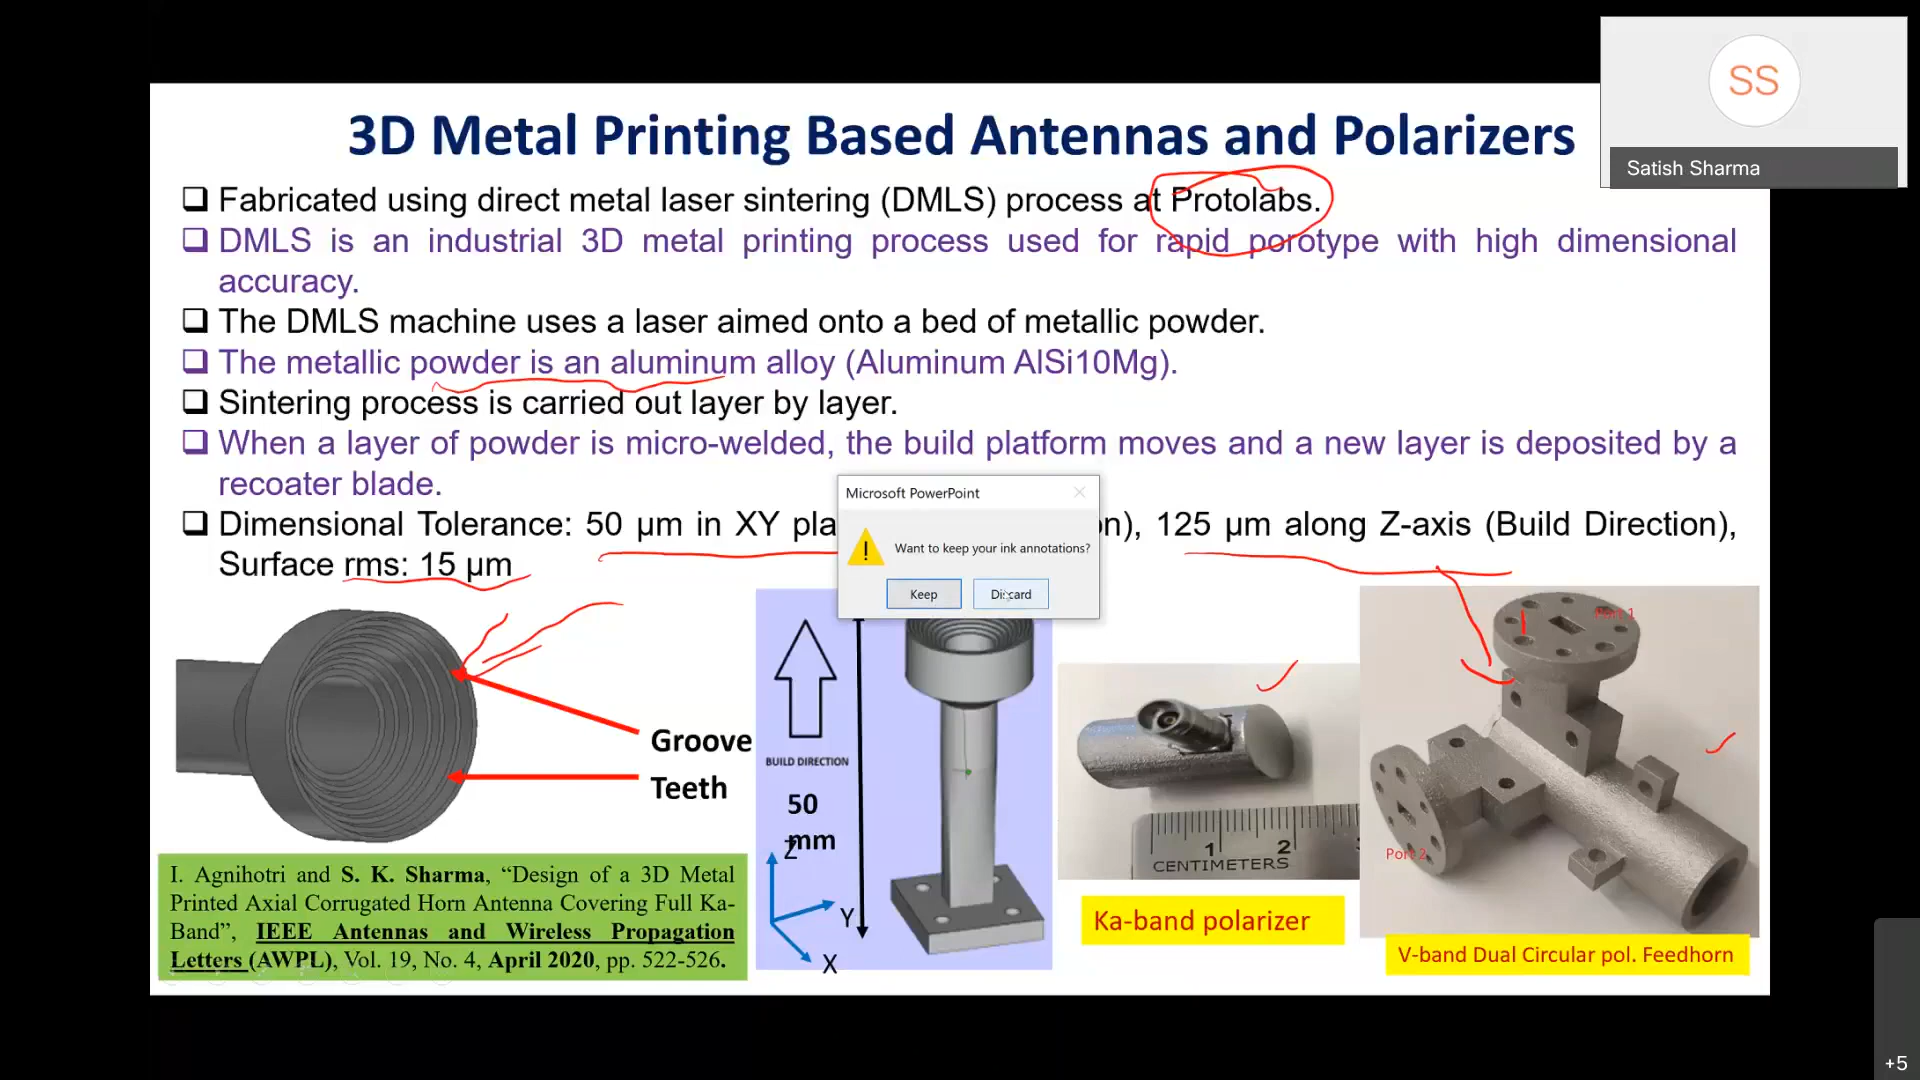 SS
Satish Sharma
3D Metal Printing Based Antennas and Polarizers
Fabricated using direct metal laser sintering (DMLS) process at Protolabs.
DMLS is an industrial 3D metal printing process used for rapid porotype with high dimensional
accuracy.
The DMLS machine uses a laser aimed onto a bed of metallic powder.
The metallic powder is an aluminum alloy (Aluminum AlSi10Mg).
Sintering process is carried out layer by layer.
When a layer of powder is micro-welded, the build platform moves and a new layer is deposited by a
recoater blade.
Dimensional Tolerance: 50 µm in XY pla on), 125 µm along Z-axis (Build Direction),
Surface rms: 15 µm
Microsoft PowerPoint
Want to keep your ink annotations?
Keep
Discard
Groove
Teeth
BUILD DIRECTION
50
mm
Z
Y
X
1 2
CENTIMETERS
Port 1
Port 2
Ka-band polarizer
V-band Dual Circular pol. Feedhorn
I. Agnihotri and S. K. Sharma, “Design of a 3D Metal
Printed Axial Corrugated Horn Antenna Covering Full Ka-
Band”, IEEE Antennas and Wireless Propagation
Letters (AWPL), Vol. 19, No. 4, April 2020, pp. 522-526.
+5